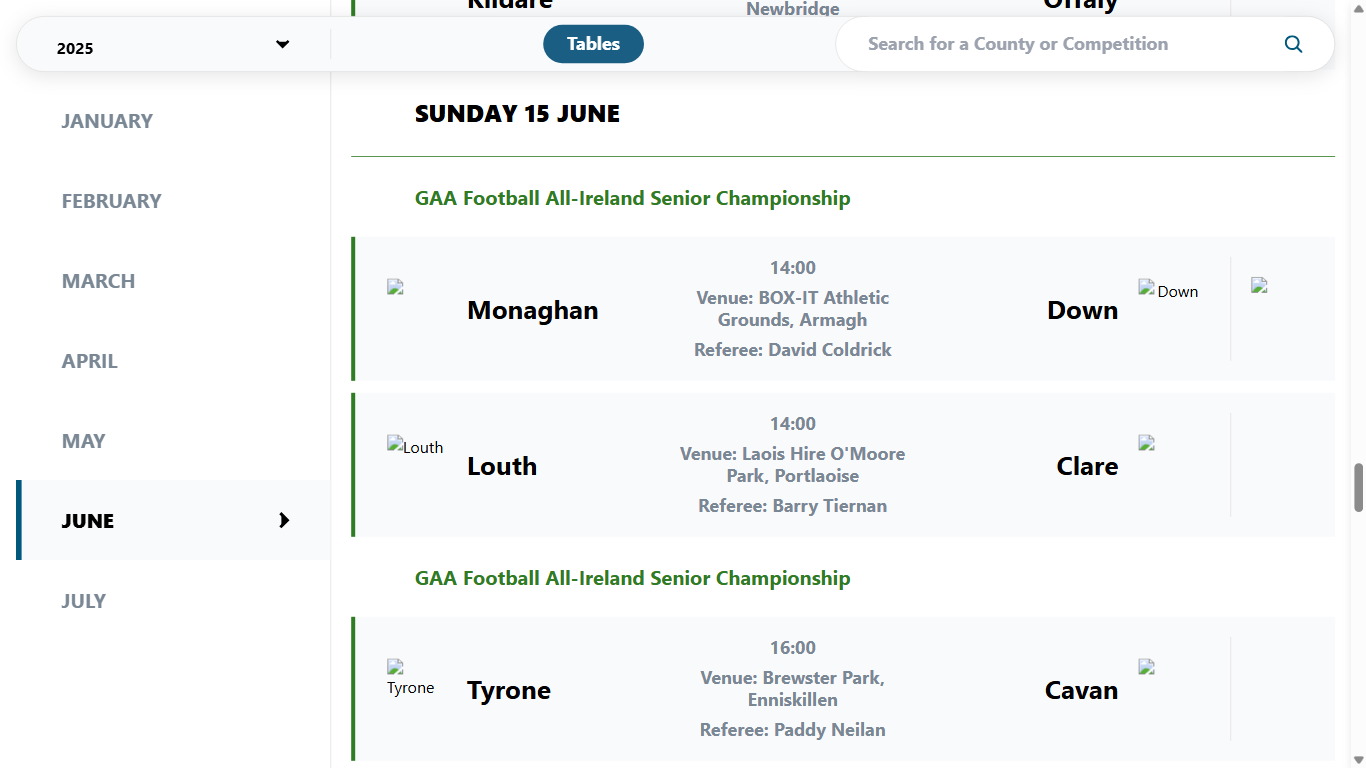 Kildare
Newbridge
Offaly
2025
Tables
Search for a County or Competition
JANUARY
FEBRUARY
MARCH
APRIL
MAY
JUNE
JULY
SUNDAY 15 JUNE
GAA Football All-Ireland Senior Championship
Monaghan
14:00
Venue: BOX-IT Athletic
Grounds, Armagh
Referee: David Coldrick
Down
Down
Louth
Louth
14:00
Venue: Laois Hire O'Moore
Park, Portlaoise
Referee: Barry Tiernan
Clare
GAA Football All-Ireland Senior Championship
Tyrone
Tyrone
16:00
Venue: Brewster Park,
Enniskillen
Referee: Paddy Neilan
Cavan